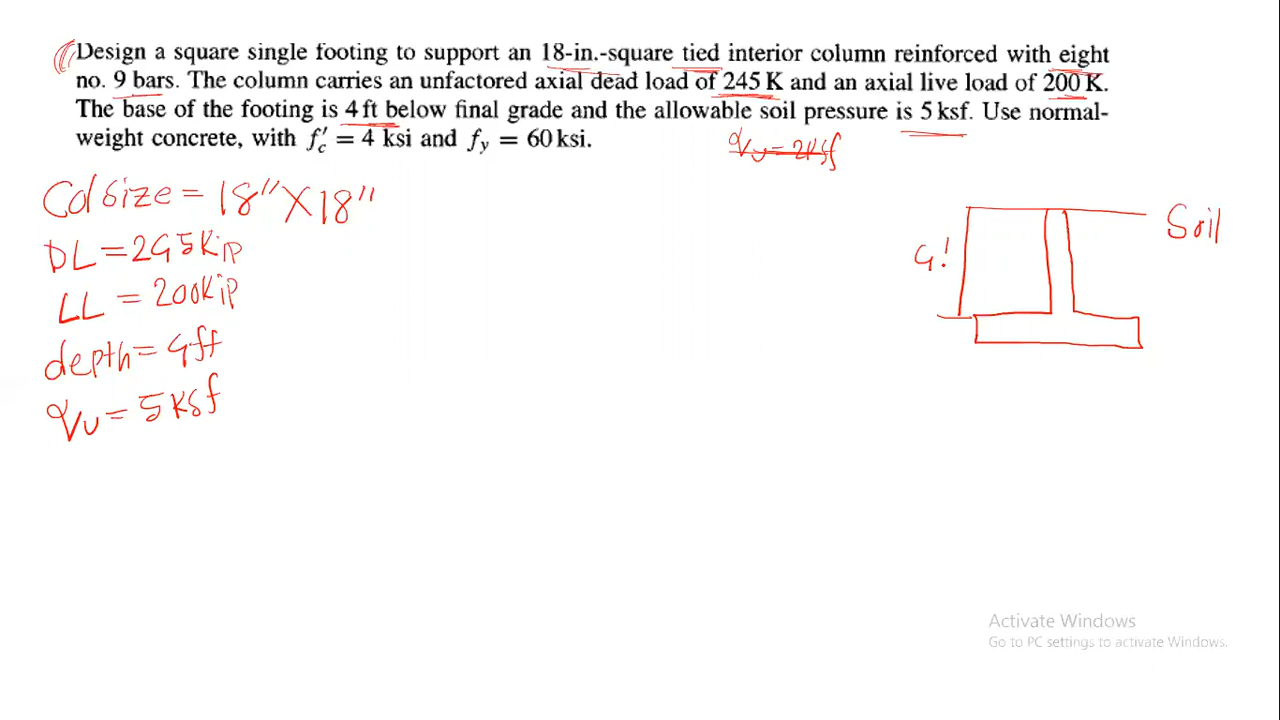 Design a square single footing to support an 18-in.-square tied interior column reinforced with eight
no. 9 bars. The column carries an unfactored axial dead load of 245 K and an axial live load of 200 K.
The base of the footing is 4 ft below final grade and the allowable soil pressure is 5 ksf. Use normal-
weight concrete, with f′c = 4 ksi and fy = 60 ksi.
qu = 2ksf
Col size = 18" X 18"
DL = 245 Kip
LL = 200 Kip
depth = 4 ft
qu = 5 ksf
4'
Soil
Activate Windows
Go to PC settings to activate Windows.